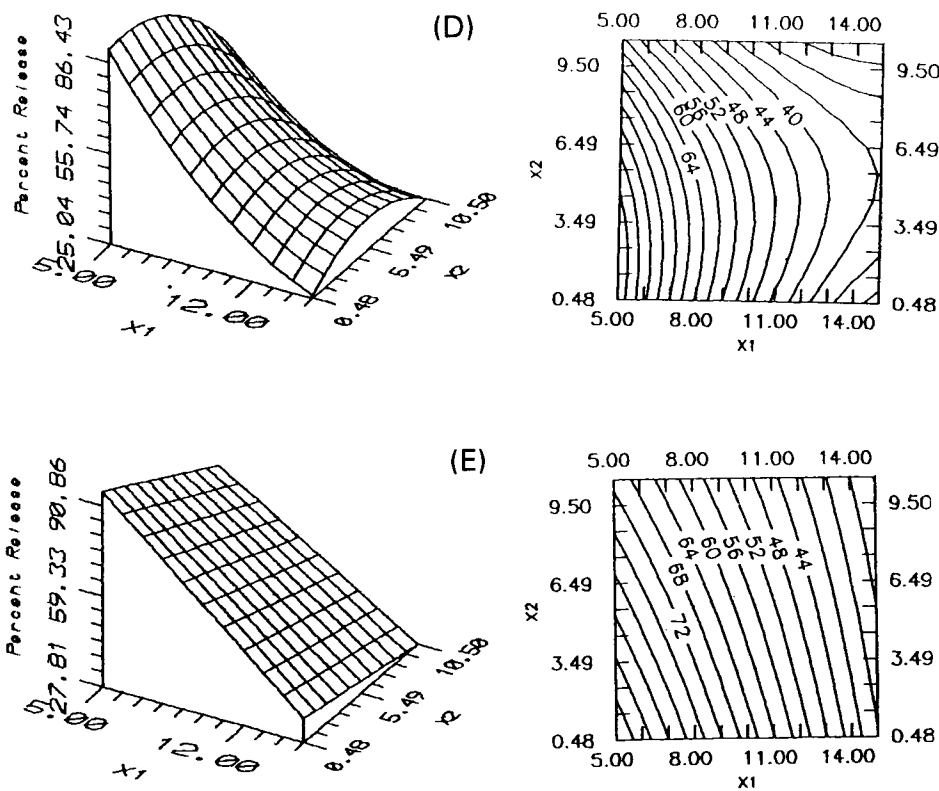 (D)
Percent Release
25.04 55.74 86.43
5.00 12.00
X1
0.48 5.49 10.50
X2
5.00 8.00 11.00 14.00
9.50 9.50
6.49 6.49
3.49 3.49
0.48 0.48
X2
60 56 52 48 44 40
64
5.00 8.00 11.00 14.00
X1
(E)
Percent Release
27.81 59.33 90.86
5.00 12.00
X1
0.48 5.49 10.50
X2
5.00 8.00 11.00 14.00
9.50 9.50
6.49 6.49
3.49 3.49
0.48 0.48
X2
72 68 64 60 56 52 48 44
5.00 8.00 11.00 14.00
X1